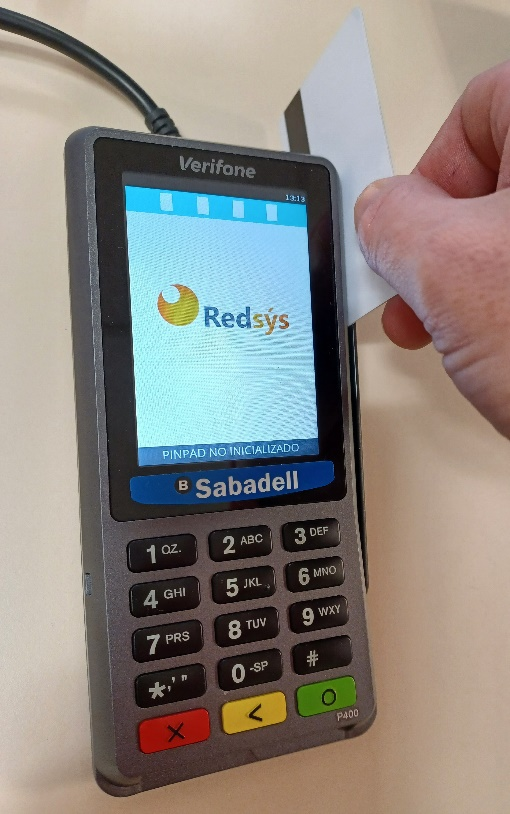 Verifone
13:13
Redsýs
PINPAD NO INICIALIZADO
B Sabadell
1 QZ.
2 ABC
3 DEF
4 GHI
5 JKL
6 MNO
7 PRS
8 TUV
9 WXY
*,'"
0 -SP
#
X < O
P400